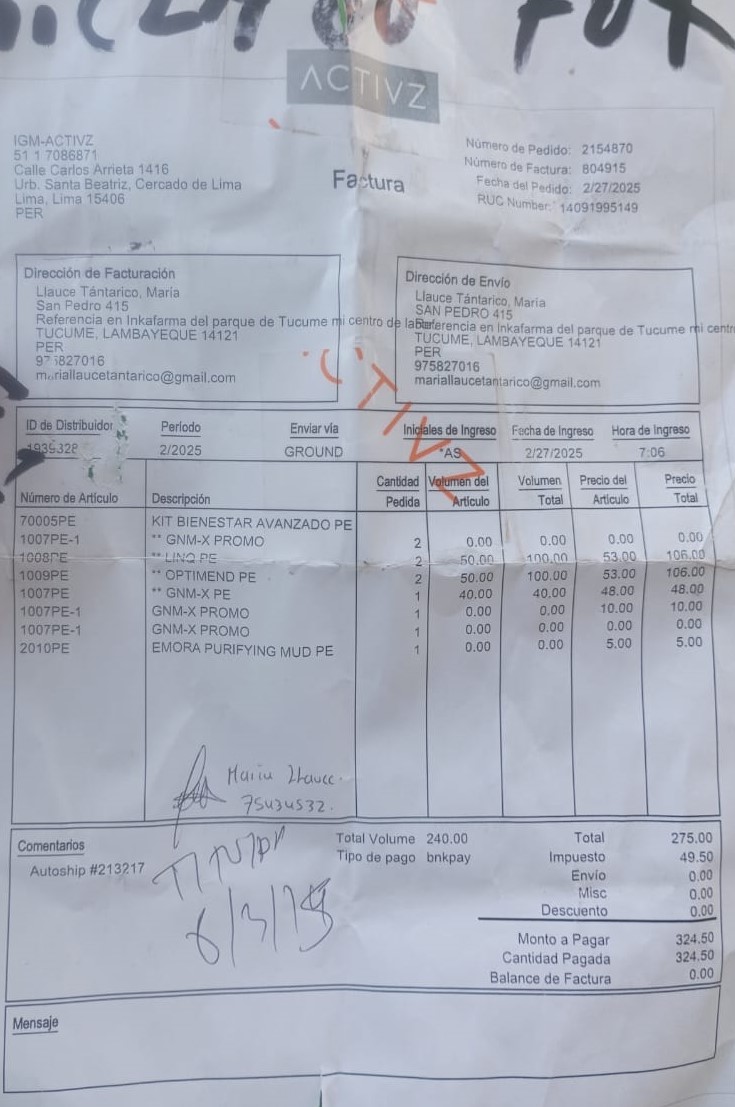 ACTIVZ
IGM-ACTIVZ
51 1 7086871
Calle Carlos Arrieta 1416
Urb. Santa Beatriz, Cercado de Lima
Lima, Lima 15406
PER
Factura
Número de Pedido: 2154870
Número de Factura: 804915
Fecha del Pedido: 2/27/2025
RUC Number: 14091995149
Dirección de Facturación
Llauce Tántarico, María
San Pedro 415
Referencia en Inkafarma del parque de Tucume mi centro de
TUCUME, LAMBAYEQUE 14121
PER
mariallaucetantarico@gmail.com
Dirección de Envío
Llauce Tántarico, María
SAN PEDRO 415
en Inkafarma del parque de Tucume mi
TUCUME, LAMBAYEQUE 14121
PER
975827016
mariallaucetantarico@gmail.com
CTIVZ
ID de Distribuidor Período Enviar vía Iniciales de Ingreso Fecha de Ingreso Hora de Ingreso
1939328 2/2025 GROUND *AS 2/27/2025 7:06
Número de Artículo Descripción Cantidad Pedida Volumen del Artículo Volumen Total Precio del Artículo Precio Total
70005PE KIT BIENESTAR AVANZADO PE
1007PE-1 ** GNM-X PROMO 2 0.00 0.00 0.00 0.00
1008PE ** LINQ PE 2 50.00 100.00 53.00 106.00
1009PE ** OPTIMEND PE 2 50.00 100.00 53.00 106.00
1007PE ** GNM-X PE 1 40.00 40.00 48.00 48.00
1007PE-1 GNM-X PROMO 1 0.00 0.00 10.00 10.00
1007PE-1 GNM-X PROMO 1 0.00 0.00 0.00 0.00
2010PE EMORA PURIFYING MUD PE 1 0.00 0.00 5.00 5.00
Maria Llauce.
75434532.
Comentarios
Autoship #213217
Total Volume 240.00
Tipo de pago bnkpay
Total 275.00
Impuesto 49.50
Envío 0.00
Misc 0.00
Descuento 0.00
Monto a Pagar 324.50
Cantidad Pagada 324.50
Balance de Factura 0.00
Mensaje